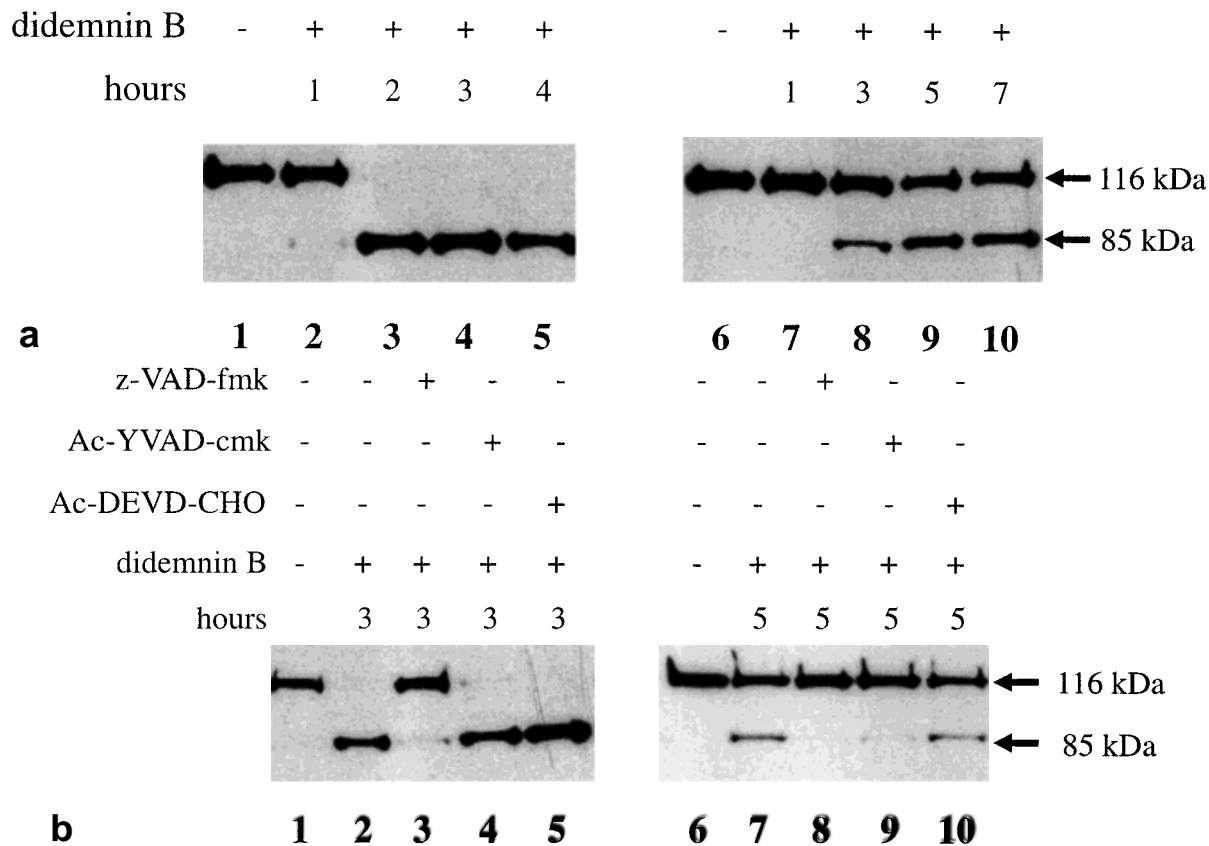 didemnin B - + + + + - + + + +
hours 1 2 3 4 1 3 5 7
116 kDa
85 kDa
a 1 2 3 4 5 6 7 8 9 10
z-VAD-fmk - - + - - - - + - -
Ac-YVAD-cmk - - - + - - - - + -
Ac-DEVD-CHO - - - - + - - - - +
didemnin B - + + + + - + + + +
hours 3 3 3 3 5 5 5 5
116 kDa
85 kDa
b 1 2 3 4 5 6 7 8 9 10